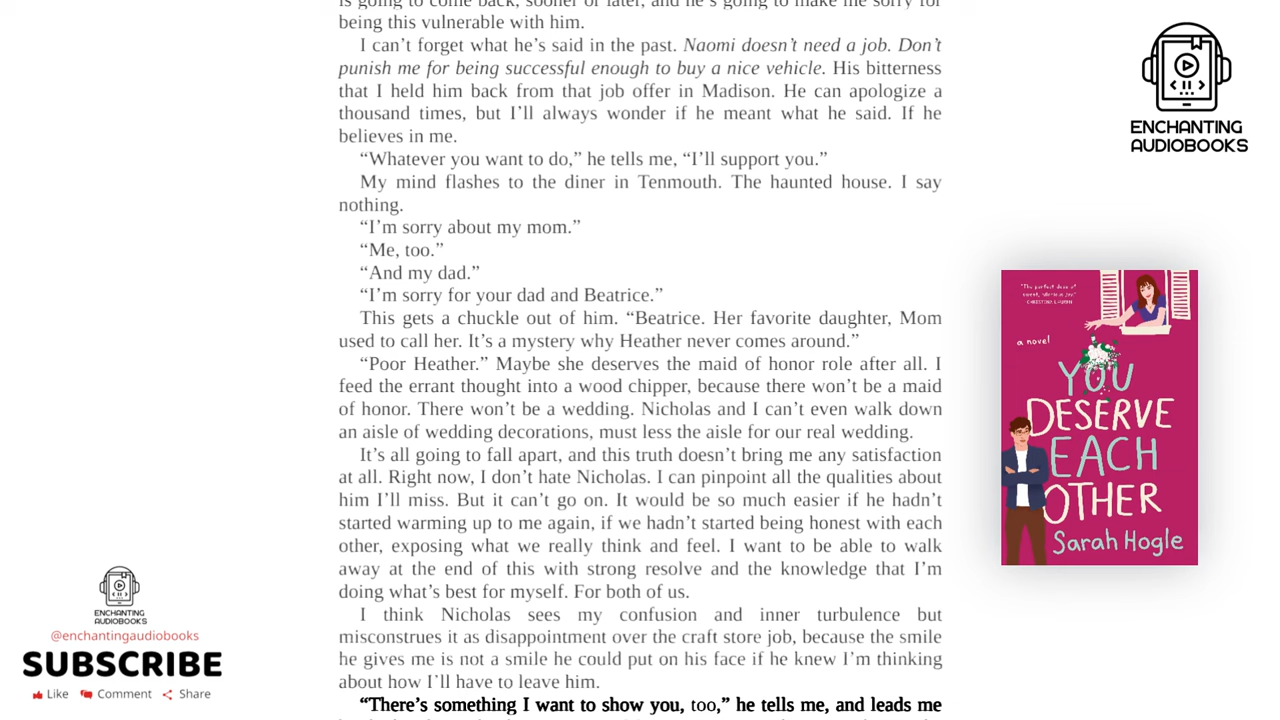 is going to come back, sooner or later, and he's going to make me sorry for
being this vulnerable with him.
I can’t forget what he’s said in the past. Naomi doesn’t need a job. Don’t
punish me for being successful enough to buy a nice vehicle. His bitterness
that I held him back from that job offer in Madison. He can apologize a
thousand times, but I’ll always wonder if he meant what he said. If he
believes in me.
“Whatever you want to do,” he tells me, “I’ll support you.”
My mind flashes to the diner in Tenmouth. The haunted house. I say
nothing.
“I’m sorry about my mom.”
“Me, too.”
“And my dad.”
“I’m sorry for your dad and Beatrice.”
This gets a chuckle out of him. “Beatrice. Her favorite daughter, Mom
used to call her. It’s a mystery why Heather never comes around.”
“Poor Heather.” Maybe she deserves the maid of honor role after all. I
feed the errant thought into a wood chipper, because there won’t be a maid
of honor. There won’t be a wedding. Nicholas and I can’t even walk down
an aisle of wedding decorations, must less the aisle for our real wedding.
It’s all going to fall apart, and this truth doesn’t bring me any satisfaction
at all. Right now, I don’t hate Nicholas. I can pinpoint all the qualities about
him I’ll miss. But it can’t go on. It would be so much easier if he hadn’t
started warming up to me again, if we hadn’t started being honest with each
other, exposing what we really think and feel. I want to be able to walk
away at the end of this with strong resolve and the knowledge that I’m
doing what’s best for myself. For both of us.
I think Nicholas sees my confusion and inner turbulence but
misconstrues it as disappointment over the craft store job, because the smile
he gives me is not a smile he could put on his face if he knew I’m thinking
about how I’ll have to leave him.
“There’s something I want to show you, too,” he tells me, and leads me
ENCHANTING
AUDIOBOOKS
a novel
YOU
DESERVE
EACH
OTHER
Sarah Hogle
ENCHANTING
AUDIOBOOKS
@enchantingaudiobooks
SUBSCRIBE
Like Comment Share